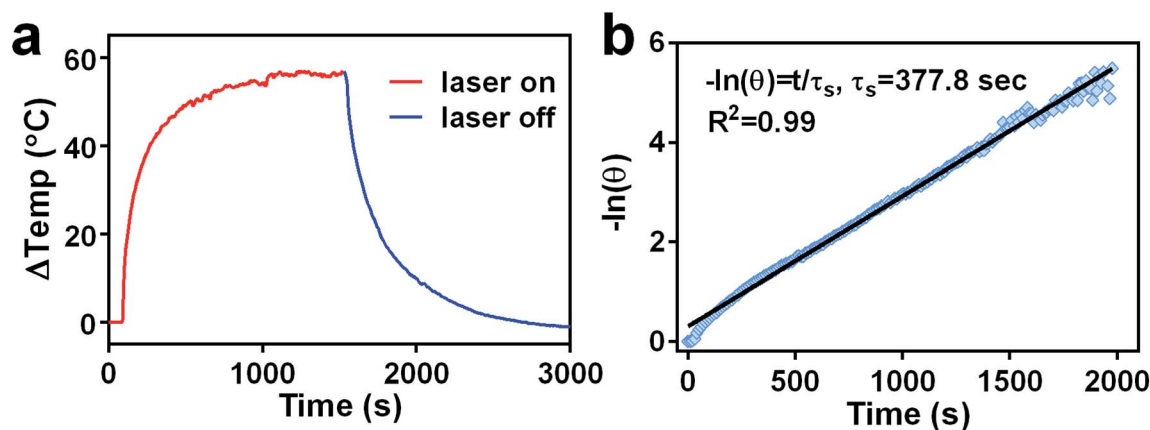 a
60
40
20
0
ΔTemp (°C)
laser on
laser off
0 1000 2000 3000
Time (s)
b
6
4
2
0
-ln(θ)
-ln(θ)=t/τₛ, τₛ=377.8 sec
R²=0.99
0 500 1000 1500 2000
Time (s)